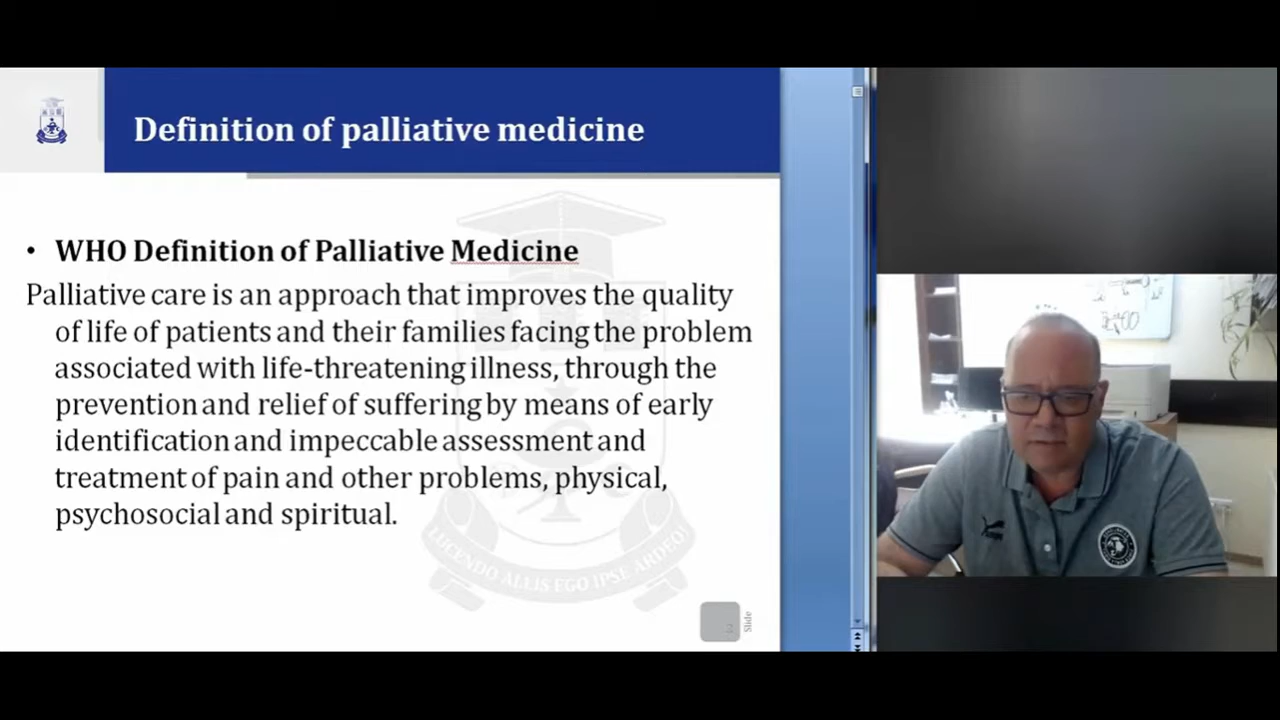 Definition of palliative medicine
• WHO Definition of Palliative Medicine
Palliative care is an approach that improves the quality
of life of patients and their families facing the problem
associated with life-threatening illness, through the
prevention and relief of suffering by means of early
identification and impeccable assessment and
treatment of pain and other problems, physical,
psychosocial and spiritual.
LUCENDO ALLIS EGO IPSE ARDEO
2
Slide